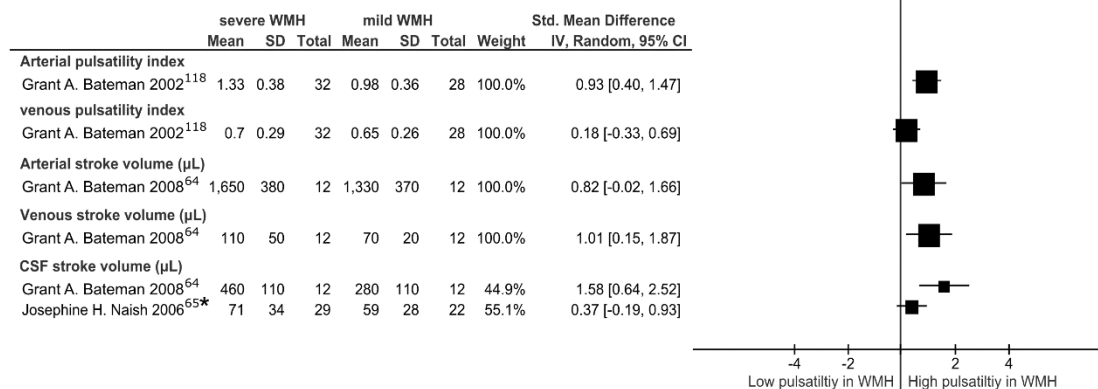 severe WMH mild WMH Std. Mean Difference
Mean SD Total Mean SD Total Weight IV, Random, 95% CI
Arterial pulsatility index
Grant A. Bateman 2002118 1.33 0.38 32 0.98 0.36 28 100.0% 0.93 [0.40, 1.47]
venous pulsatility index
Grant A. Bateman 2002118 0.7 0.29 32 0.65 0.26 28 100.0% 0.18 [-0.33, 0.69]
Arterial stroke volume (µL)
Grant A. Bateman 200864 1,650 380 12 1,330 370 12 100.0% 0.82 [-0.02, 1.66]
Venous stroke volume (µL)
Grant A. Bateman 200864 110 50 12 70 20 12 100.0% 1.01 [0.15, 1.87]
CSF stroke volume (µL)
Grant A. Bateman 200864 460 110 12 280 110 12 44.9% 1.58 [0.64, 2.52]
Josephine H. Naish 200665* 71 34 29 59 28 22 55.1% 0.37 [-0.19, 0.93]
-4 -2 0 2 4
Low pulsatiltiy in WMH High pulsatiltiy in WMH